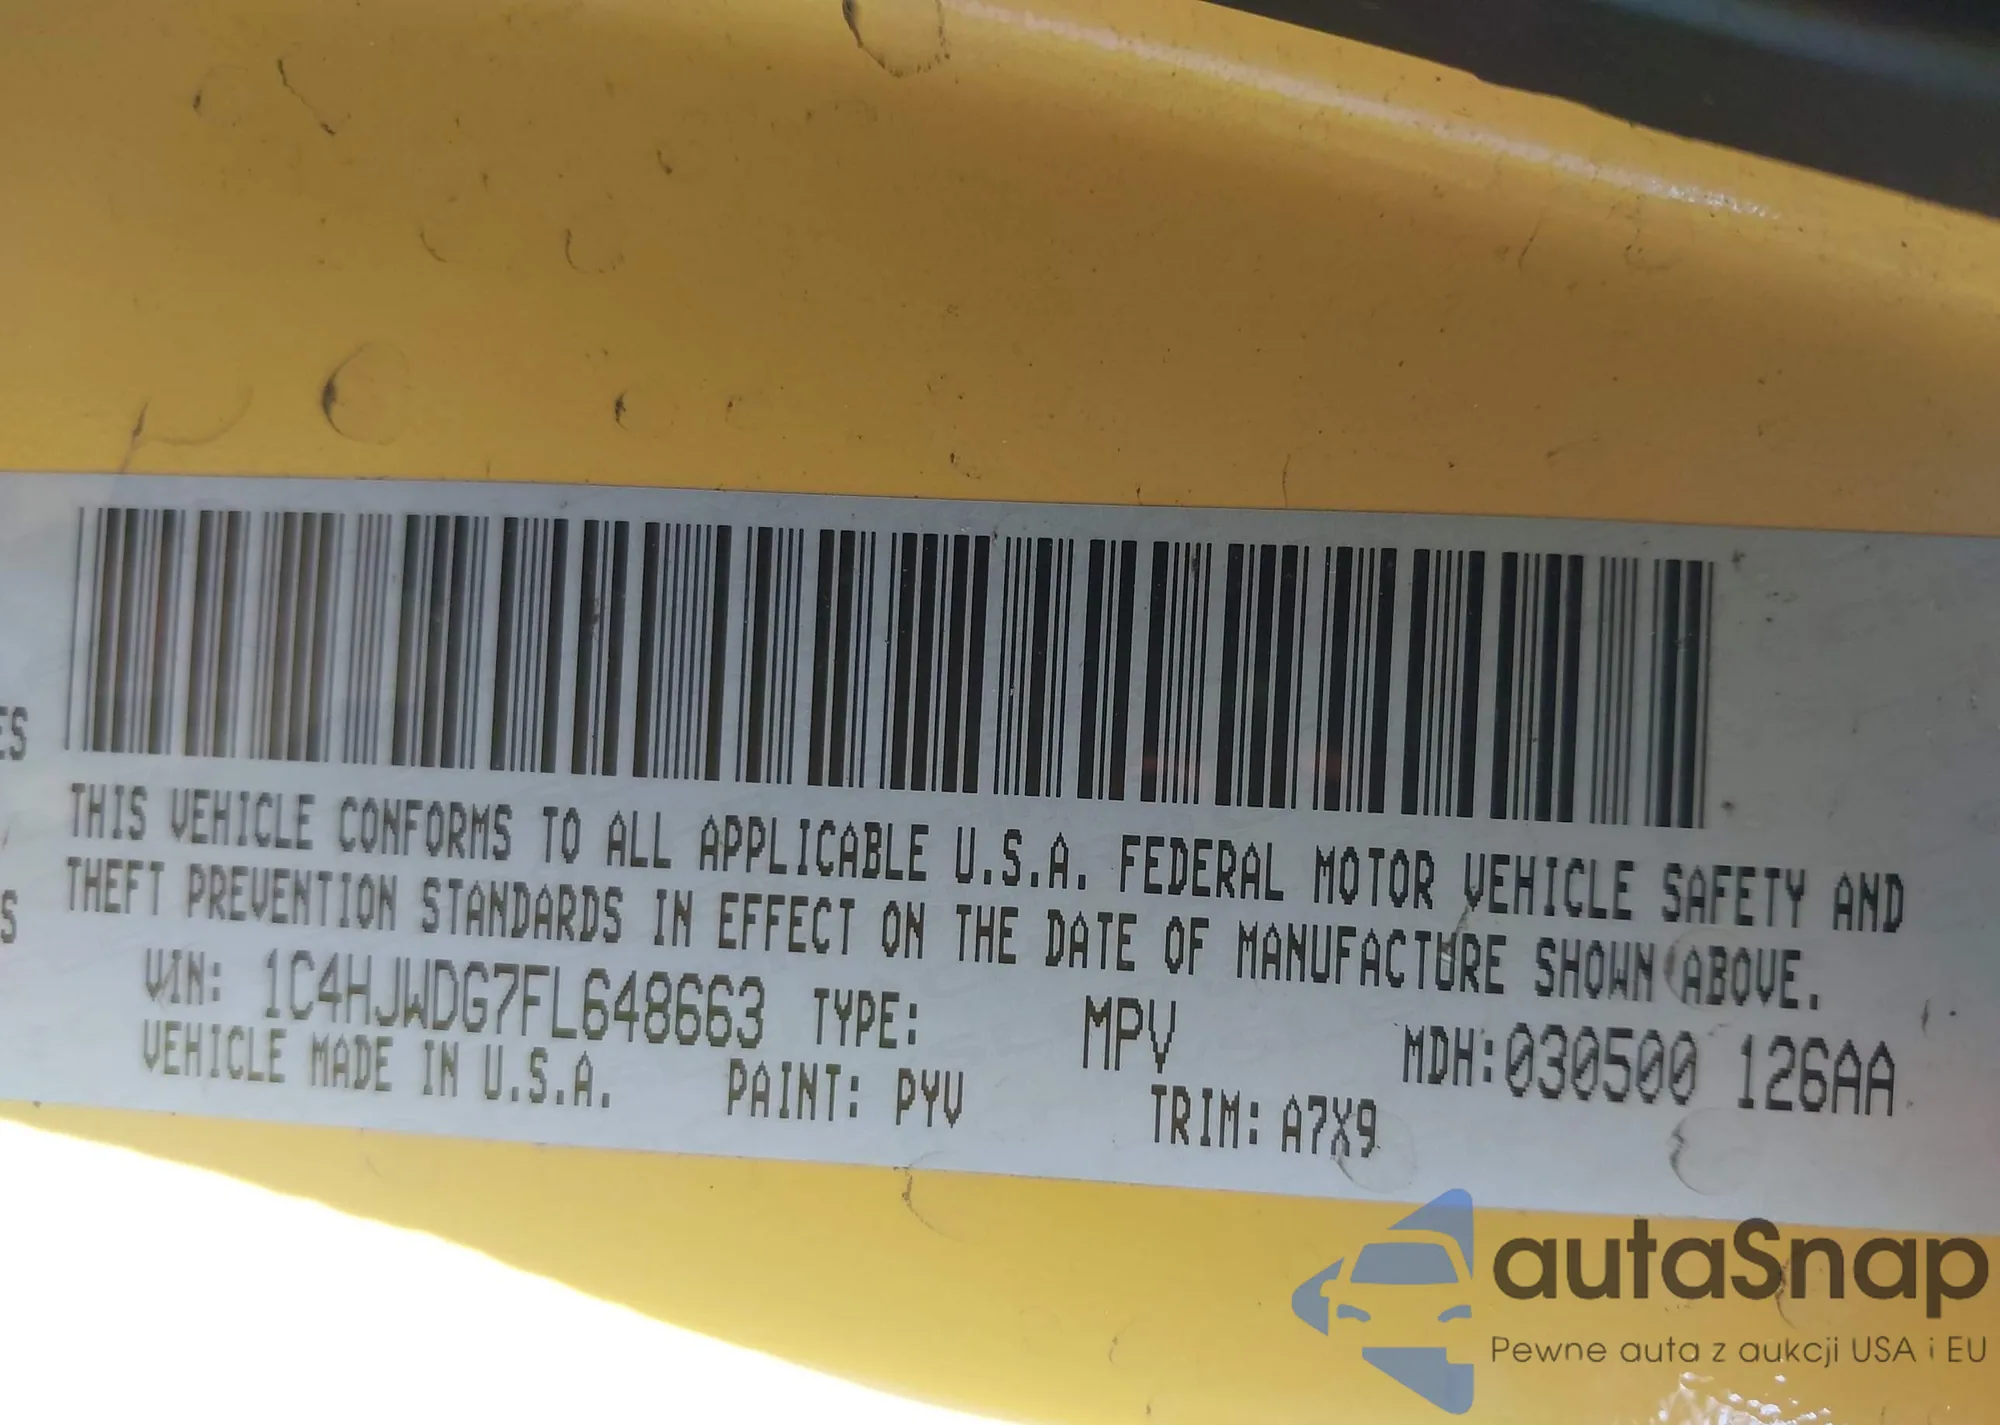 ES
S
THIS VEHICLE CONFORMS TO ALL APPLICABLE U.S.A. FEDERAL MOTOR VEHICLE SAFETY AND
THEFT PREVENTION STANDARDS IN EFFECT ON THE DATE OF MANUFACTURE SHOWN ABOVE.
VIN: 1C4HJWDG7FL648663 TYPE: MPV MDH:030500 126AA
VEHICLE MADE IN U.S.A. PAINT: PYV TRIM: A7X9
autaSnap
Pewne auta z aukcji USA i EU